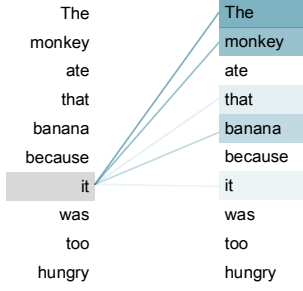 The The
monkey monkey
ate ate
that that
banana banana
because because
it it
was was
too too
hungry hungry